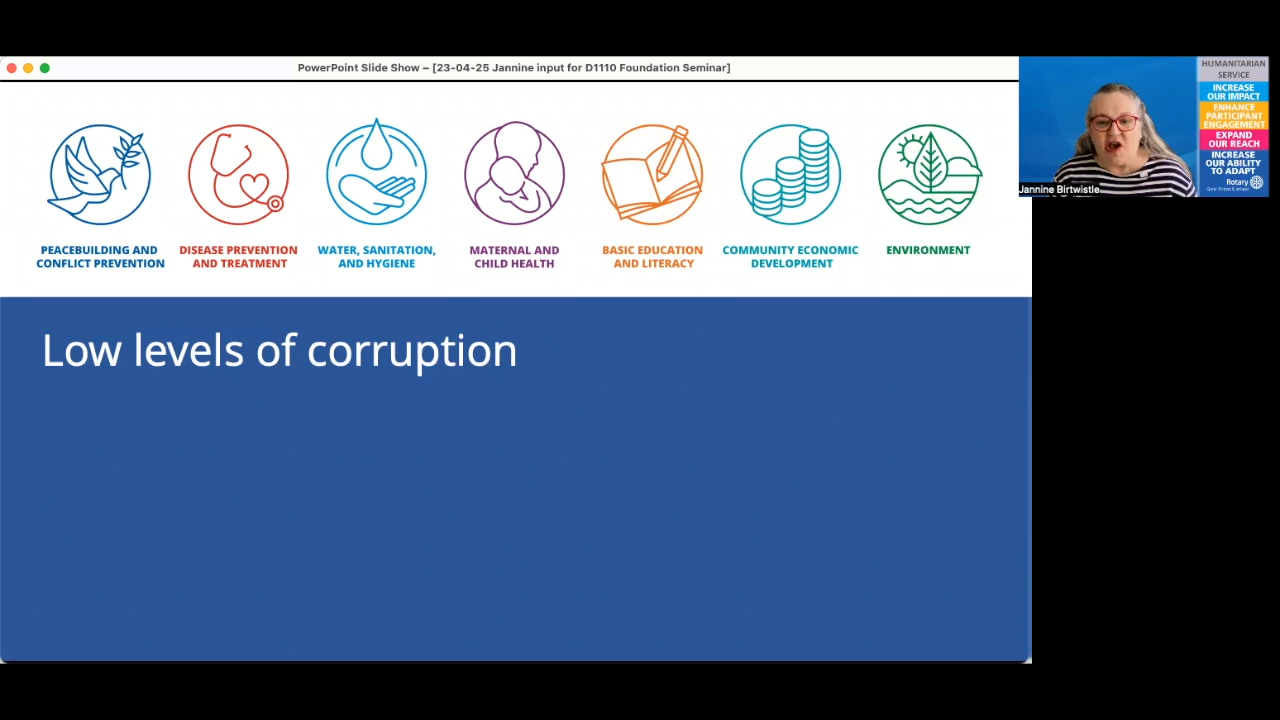 PowerPoint Slide Show – [23-04-25 Jannine input for D1110 Foundation Seminar]
PEACEBUILDING AND
CONFLICT PREVENTION
DISEASE PREVENTION
AND TREATMENT
WATER, SANITATION,
AND HYGIENE
MATERNAL AND
CHILD HEALTH
BASIC EDUCATION
AND LITERACY
COMMUNITY ECONOMIC
DEVELOPMENT
ENVIRONMENT
Low levels of corruption
HUMANITARIAN
SERVICE
INCREASE
OUR IMPACT
ENHANCE
PARTICIPANT
ENGAGEMENT
EXPAND
OUR REACH
INCREASE
OUR ABILITY
TO ADAPT
Rotary
Great Britain & Ireland
Jannine Birtwistle